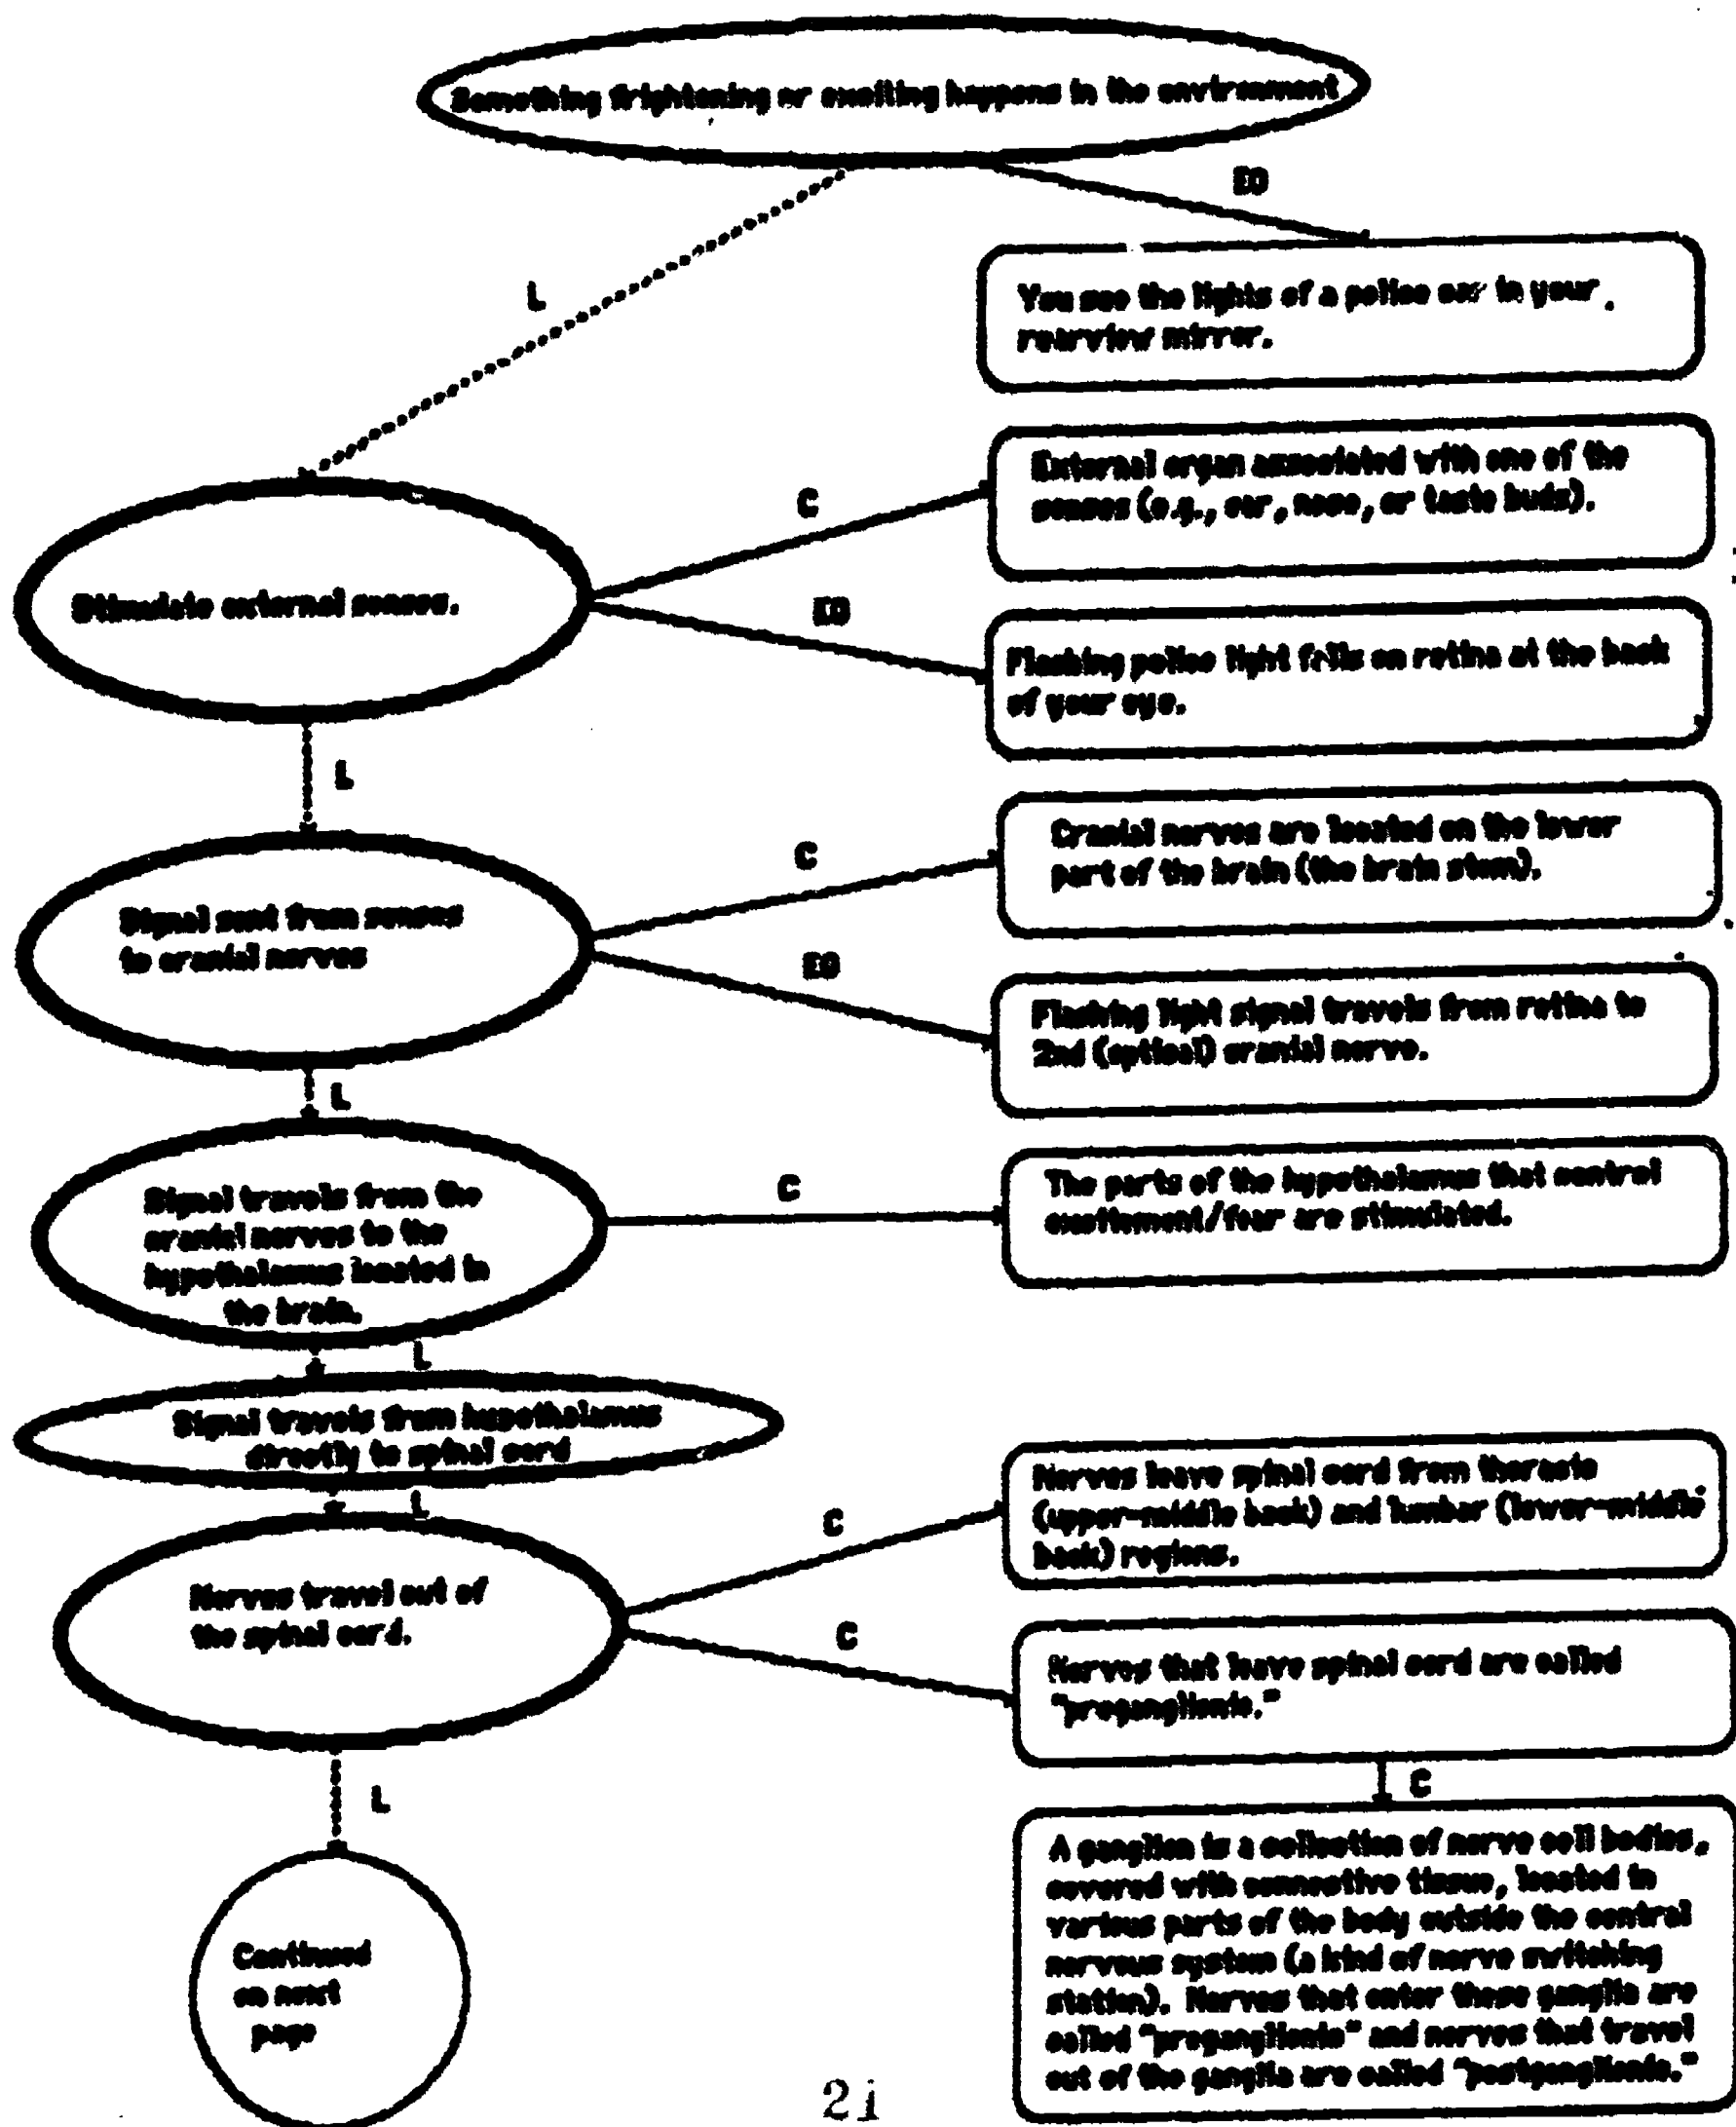 Something frightening or exciting happens in the environment
EG
L
You see the lights of a police car in your
rearview mirror.
External organ associated with one of the
senses (e.g., ear, nose, or taste buds).
C
Stimulate external senses.
EG
Flashing police light falls on retina at the back
of your eye.
L
Cranial nerves are located on the lower
part of the brain (the brain stem).
C
Signal sent from senses
to cranial nerves
EG
Flashing light signal travels from retina to
2nd (optical) cranial nerve.
L
Signal travels from the
cranial nerves to the
hypothalamus located in
the brain.
C
The parts of the hypothalamus that control
excitement/fear are stimulated.
L
Signal travels from hypothalamus
directly to spinal cord
L
Nerves leave spinal cord from thoracic
(upper-middle back) and lumbar (lower-middle
back) regions.
C
Nerves travel out of
the spinal cord.
C
Nerves that leave spinal cord are called
"preganglionic."
L
C
A ganglion is a collection of nerve cell bodies,
covered with connective tissue, located in
various parts of the body outside the central
nervous system (a kind of nerve switching
station). Nerves that enter these ganglia are
called "preganglionic" and nerves that travel
out of the ganglia are called "postganglionic."
Continued
on next
page
21